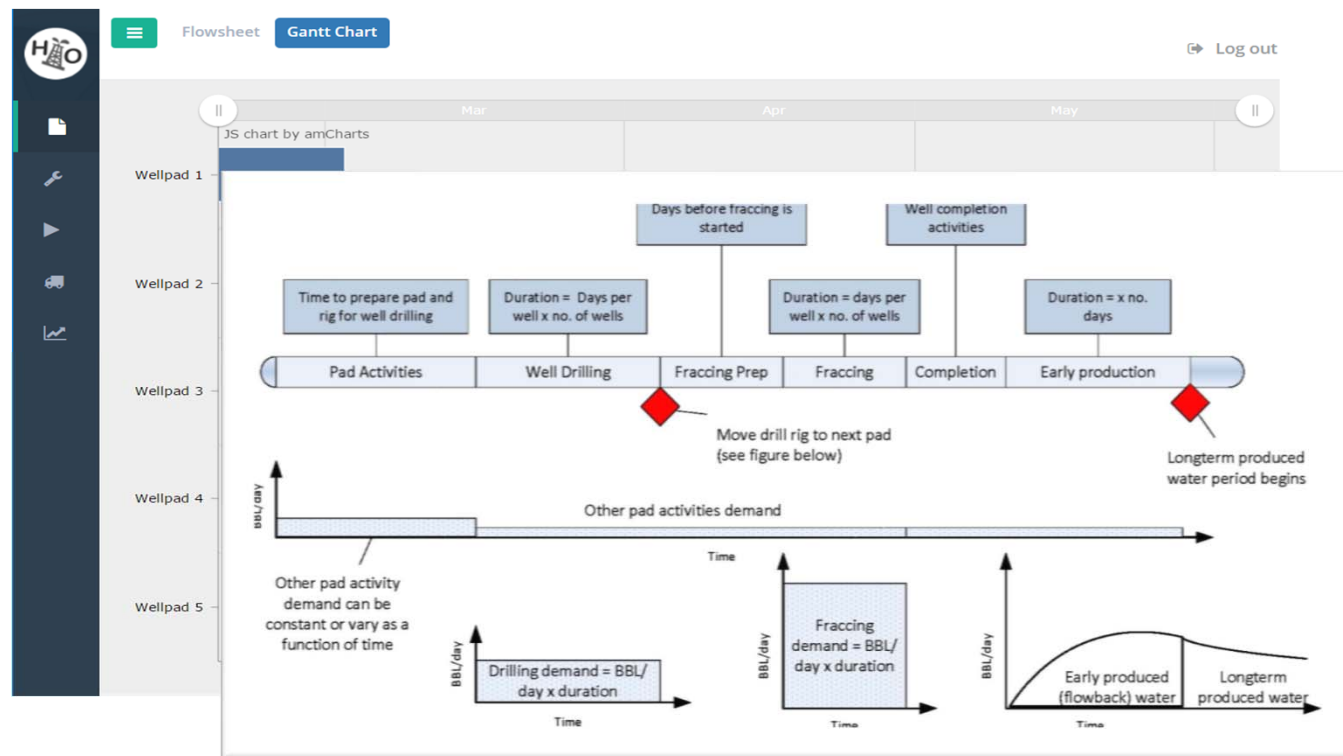 H2O
Flowsheet
Gantt Chart
Log out
Mar
Apr
May
JS chart by amCharts
Wellpad 1
Wellpad 2
Wellpad 3
Wellpad 4
Wellpad 5
Days before fraccing is
started
Well completion
activities
Time to prepare pad and
rig for well drilling
Duration = Days per
well x no. of wells
Duration = days per
well x no. of wells
Duration = x no.
days
Pad Activities
Well Drilling
Fraccing Prep
Fraccing
Completion
Early production
Move drill rig to next pad
(see figure below)
Longterm produced
water period begins
BBL/day
Other pad activities demand
Time
Other pad activity
demand can be
constant or vary as a
function of time
BBL/day
Drilling demand = BBL/
day x duration
Time
BBL/day
Fraccing
demand = BBL/
day x duration
Time
BBL/day
Early produced
(flowback) water
Longterm
produced water
Time